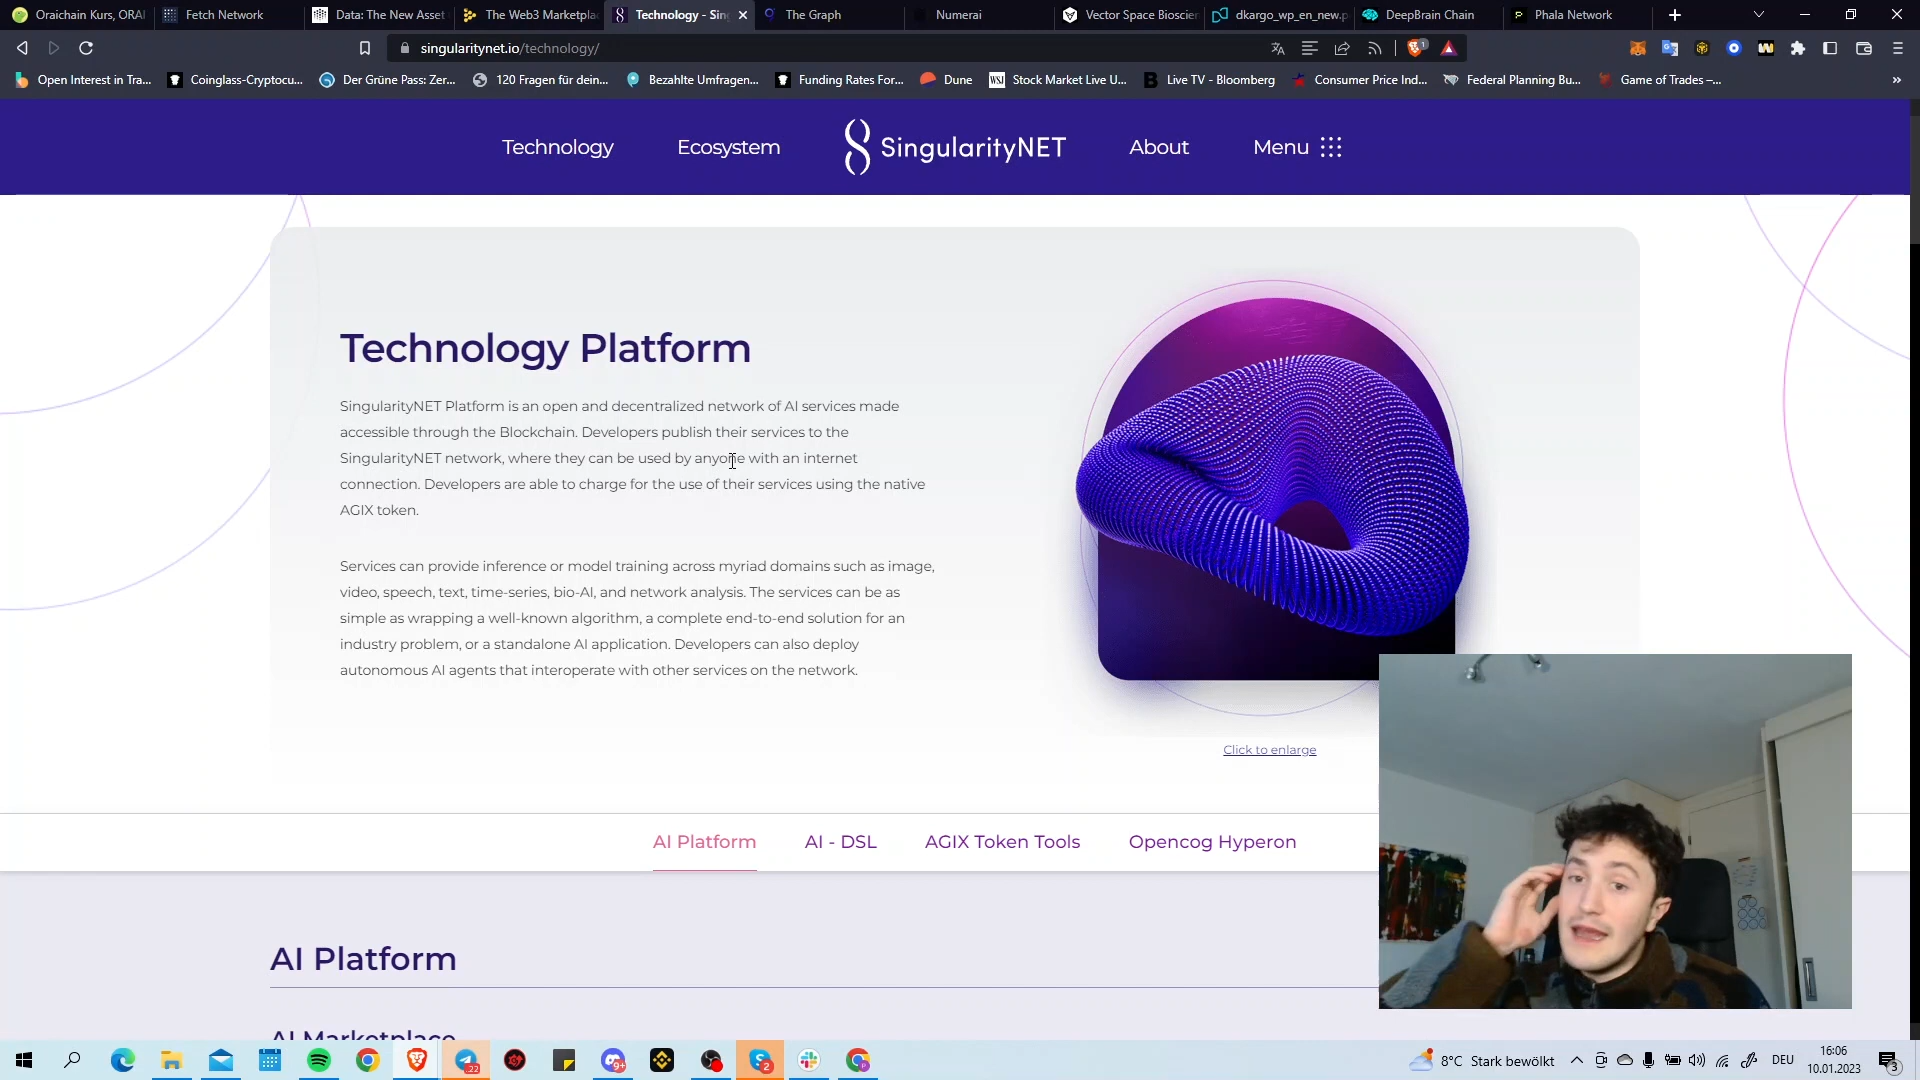 Oraichain Kurs, ORAI
Fetch Network
Data: The New Asset
The Web3 Marketpla
Technology - Sin
The Graph
Numerai
Vector Space Bioscien
dkargo_wp_en_new.p
DeepBrain Chain
Phala Network
singularitynet.io/technology/
Open Interest in Tra...
Coinglass-Cryptocu...
Der Grüne Pass: Zer...
120 Fragen für dein...
Bezahlte Umfragen...
Funding Rates For...
Dune
WSJ
Stock Market Live U...
Live TV - Bloomberg
Consumer Price Ind...
Federal Planning Bu...
Game of Trades –...
Technology
Ecosystem
SingularityNET
About
Menu
Technology Platform
SingularityNET Platform is an open and decentralized network of AI services made
accessible through the Blockchain. Developers publish their services to the
SingularityNET network, where they can be used by anyone with an internet
connection. Developers are able to charge for the use of their services using the native
AGIX token.
Services can provide inference or model training across myriad domains such as image,
video, speech, text, time-series, bio-AI, and network analysis. The services can be as
simple as wrapping a well-known algorithm, a complete end-to-end solution for an
industry problem, or a standalone AI application. Developers can also deploy
autonomous AI agents that interoperate with other services on the network.
Click to enlarge
AI Platform
AI - DSL
AGIX Token Tools
Opencog Hyperon
AI Platform
AI Marketplace
8°C Stark bewölkt
DEU
16:06
10.01.2023